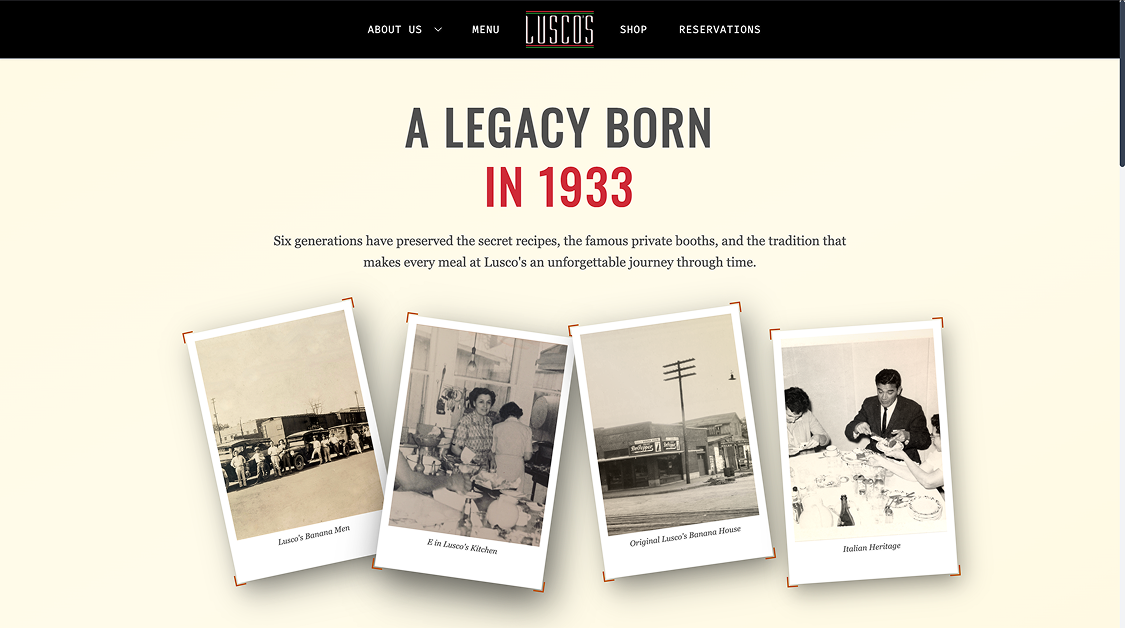 ABOUT US
MENU
LUSCO'S
SHOP
RESERVATIONS
A LEGACY BORN
IN 1933
Six generations have preserved the secret recipes, the famous private booths, and the tradition that
makes every meal at Lusco's an unforgettable journey through time.
Lusco's Banana Men
E in Lusco's Kitchen
Original Lusco's Banana House
Italian Heritage